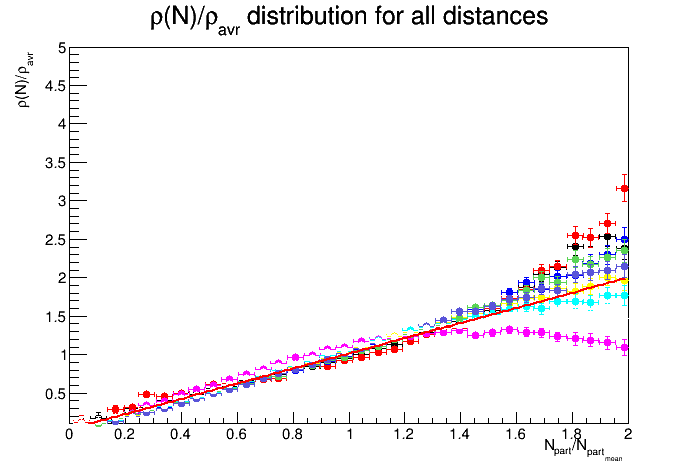 ρ(N)/ρavr distribution for all distances
ρ(N)/ρavr
5
4.5
4
3.5
3
2.5
2
1.5
1
0.5
0 0.2 0.4 0.6 0.8 1 1.2 1.4 1.6 1.8 2
Npart/Npartmean